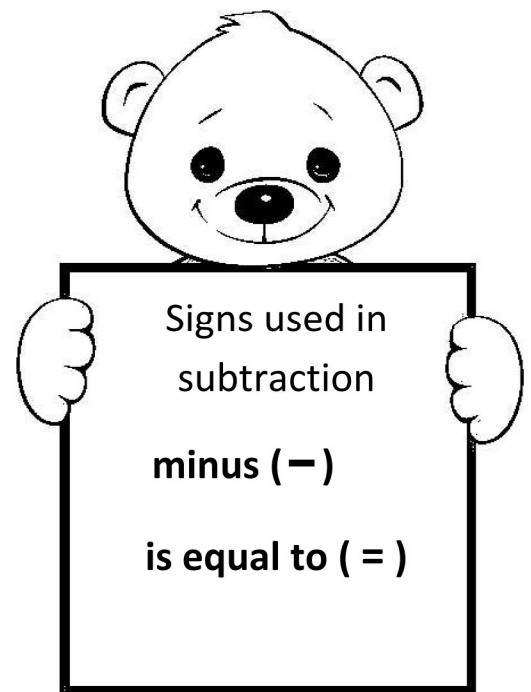 Signs used in
subtraction
minus (−)
is equal to ( = )